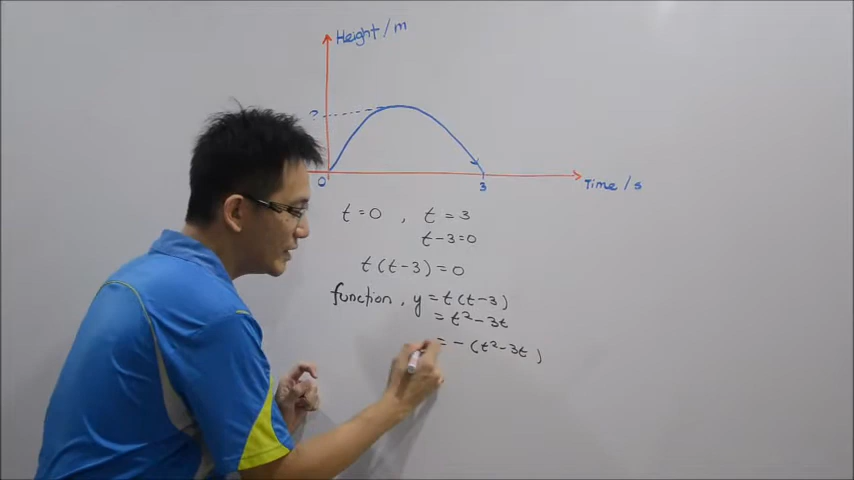 Height / m
?
0
3
Time / s
t = 0 , t = 3
t - 3 = 0
t (t - 3) = 0
function, y = t (t - 3)
= t² - 3t
= - (t² - 3t )